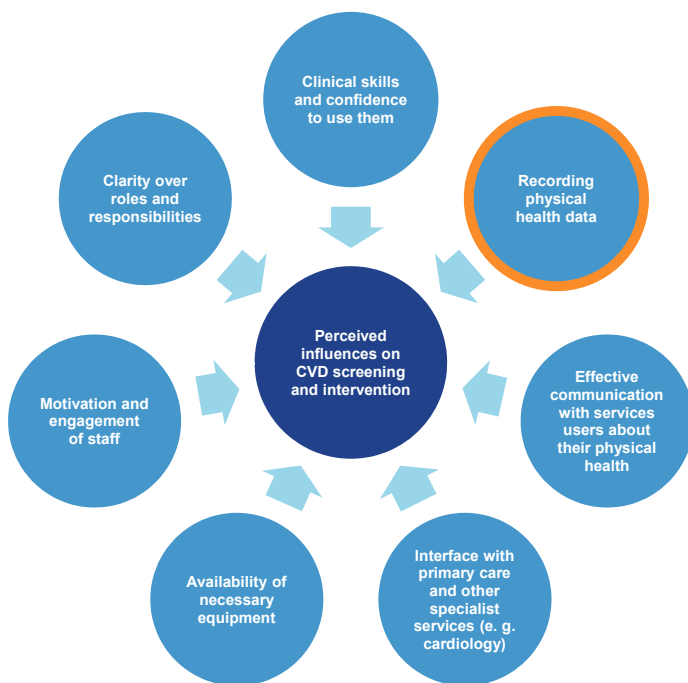 Clinical skills
and confidence
to use them
Clarity over
roles and
responsibilities
Recording
physical
health data
Perceived
influences on
CVD screening
and intervention
Motivation and
engagement
of staff
Effective
communication
with services
users about
their physical
health
Availability of
necessary
equipment
Interface with
primary care
and other
specialist
services (e. g.
cardiology)